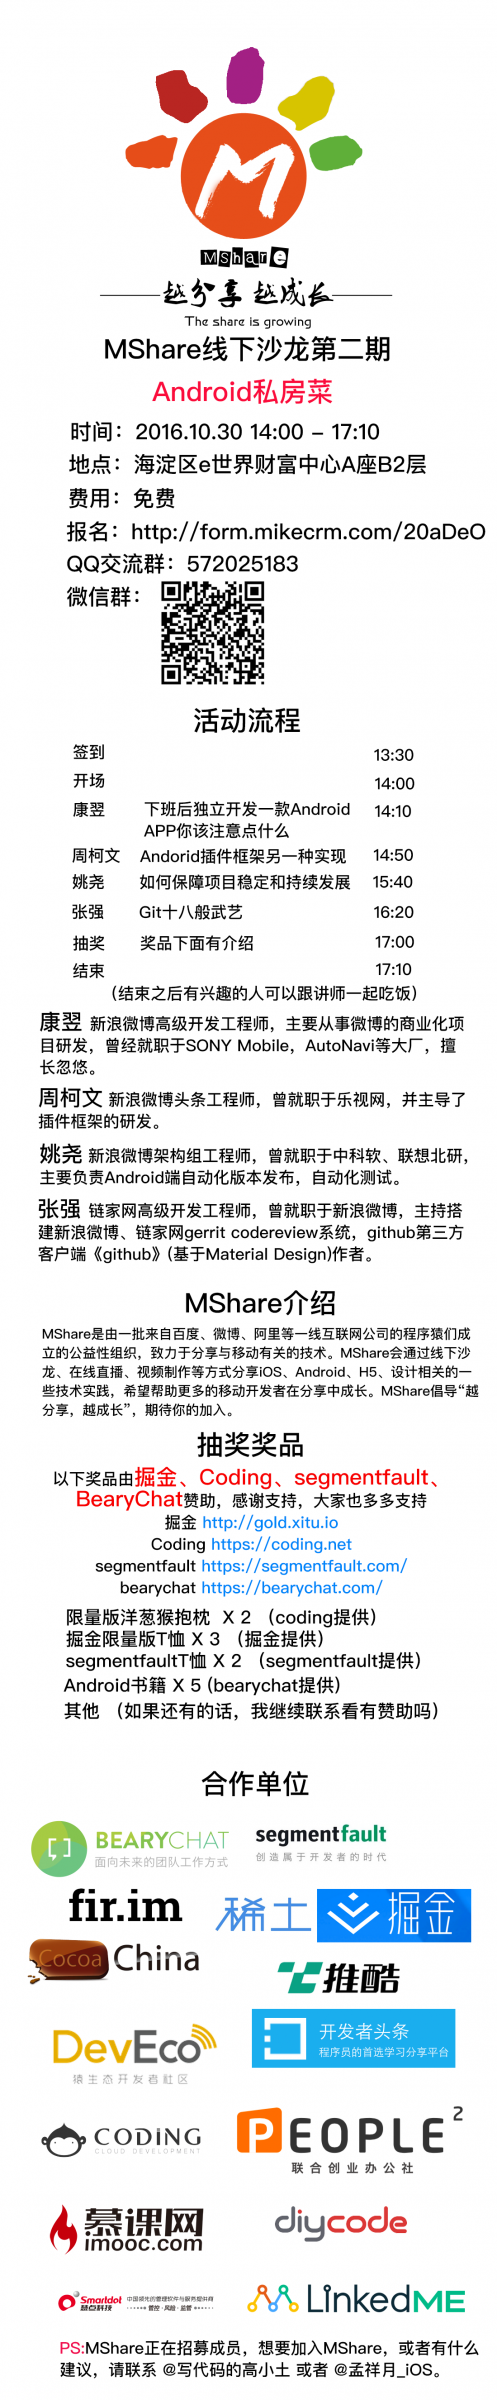 M
MShare
越分享 越成长
The share is growing
MShare线下沙龙第二期
Android私房菜
时间：2016.10.30 14:00 – 17:10
地点：海淀区e世界财富中心A座B2层
费用：免费
报名：http://form.mikecrm.com/20aDeO
QQ交流群：572025183
微信群：
活动流程
签到 13:30
开场 14:00
康翌 下班后独立开发一款Android 14:10
APP你该注意点什么
周柯文 Andorid插件框架另一种实现 14:50
姚尧 如何保障项目稳定和持续发展 15:40
张强 Git十八般武艺 16:20
抽奖 奖品下面有介绍 17:00
结束 17:10
（结束之后有兴趣的人可以跟讲师一起吃饭）
康翌 新浪微博高级开发工程师，主要从事微博的商业化项
目研发，曾经就职于SONY Mobile，AutoNavi等大厂，擅
长忽悠。
周柯文 新浪微博头条工程师，曾就职于乐视网，并主导了
插件框架的研发。
姚尧 新浪微博架构组工程师，曾就职于中科软、联想北研，
主要负责Android端自动化版本发布，自动化测试。
张强 链家网高级开发工程师，曾就职于新浪微博，主持搭
建新浪微博、链家网gerrit codereview系统，github第三方
客户端《github》(基于Material Design)作者。
MShare介绍
MShare是由一批来自百度、微博、阿里等一线互联网公司的程序猿们成
立的公益性组织，致力于分享与移动有关的技术。MShare会通过线下沙
龙、在线直播、视频制作等方式分享iOS、Android、H5、设计相关的一
些技术实践，希望帮助更多的移动开发者在分享中成长。MShare倡导“越
分享，越成长”，期待你的加入。
抽奖奖品
以下奖品由掘金、Coding、segmentfault、
BearyChat赞助，感谢支持，大家也多多支持
掘金 http://gold.xitu.io
Coding https://coding.net
segmentfault https://segmentfault.com/
bearychat https://bearychat.com/
限量版洋葱猴抱枕 X 2 （coding提供）
掘金限量版T恤 X 3 （掘金提供）
segmentfaultT恤 X 2 （segmentfault提供）
Android书籍 X 5 (bearychat提供）
其他 （如果还有的话，我继续联系看有赞助吗）
合作单位
BEARYCHAT
面向未来的团队工作方式
segmentfault
创造属于开发者的时代
fir.im
稀土 掘金
CocoaChina
推酷
DevEco
猿生态开发者社区
开发者头条
程序员的首选学习分享平台
CODING
CLOUD DEVELOPMENT
PEOPLE2
联合创业办公社
慕课网
imooc.com
diycode
Smartdot 中国领先的管理软件与服务提供商
慧点科技 管控·风险·监管
LinkedME
PS:MShare正在招募成员，想要加入MShare，或者有什么
建议，请联系 @写代码的高小土 或者 @孟祥月_iOS。